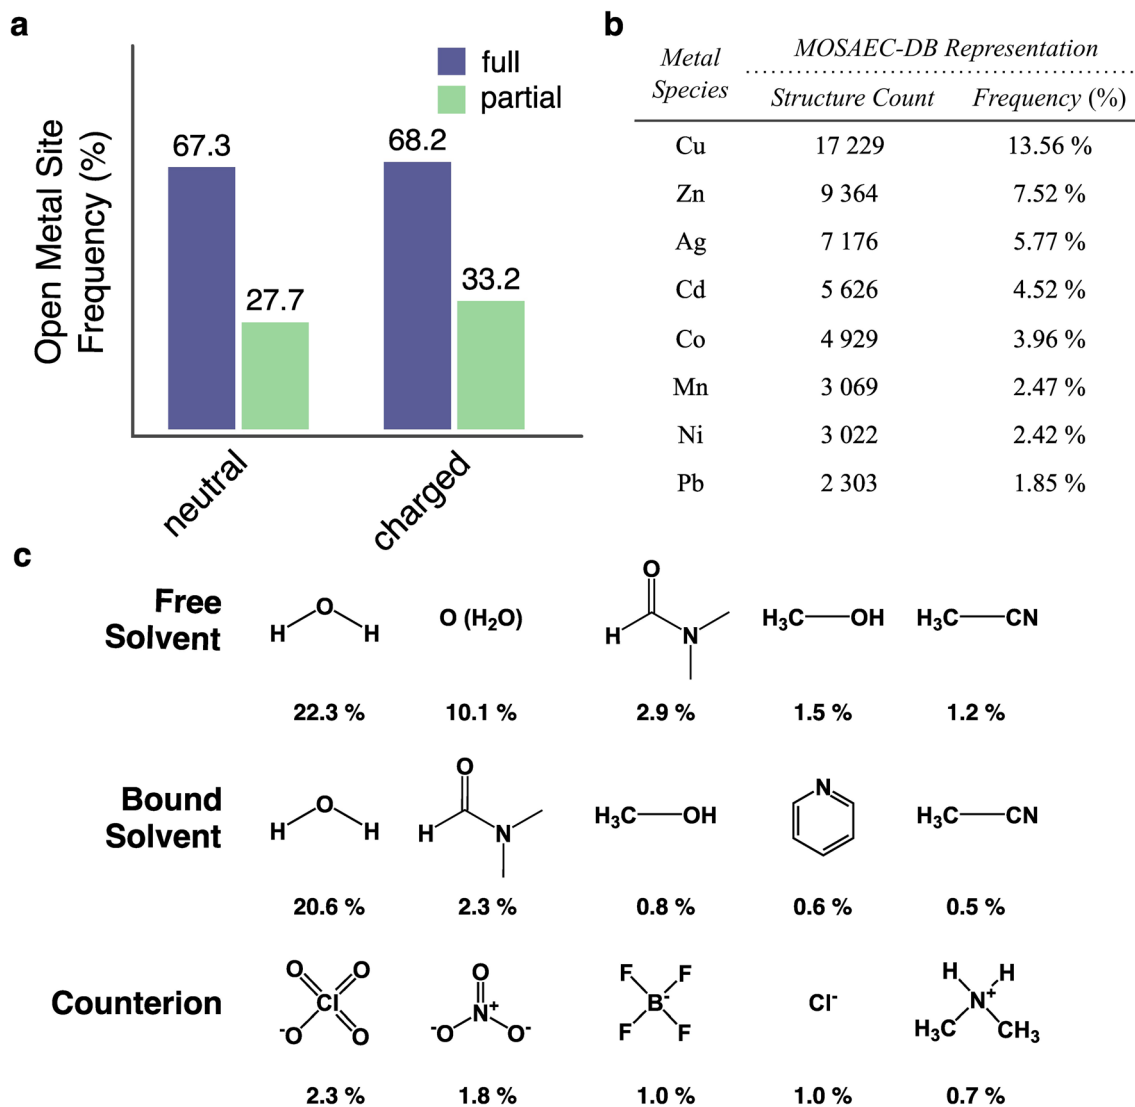 a
Open Metal Site
Frequency (%)
full
partial
67.3
27.7
68.2
33.2
neutral
charged
b
Metal
Species
MOSAEC-DB Representation
Structure Count Frequency (%)
Cu 17 229 13.56 %
Zn 9 364 7.52 %
Ag 7 176 5.77 %
Cd 5 626 4.52 %
Co 4 929 3.96 %
Mn 3 069 2.47 %
Ni 3 022 2.42 %
Pb 2 303 1.85 %
c
Free
Solvent
H O H
O (H₂O)
O H N
H₃C OH
H₃C CN
22.3 % 10.1 % 2.9 % 1.5 % 1.2 %
Bound
Solvent
H O H
O H N
H₃C OH
N
H₃C CN
20.6 % 2.3 % 0.8 % 0.6 % 0.5 %
Counterion
O O Cl ⁻O O
O N⁺ ⁻O O⁻
F F B⁻ F F
Cl⁻
H H N⁺ H₃C CH₃
2.3 % 1.8 % 1.0 % 1.0 % 0.7 %